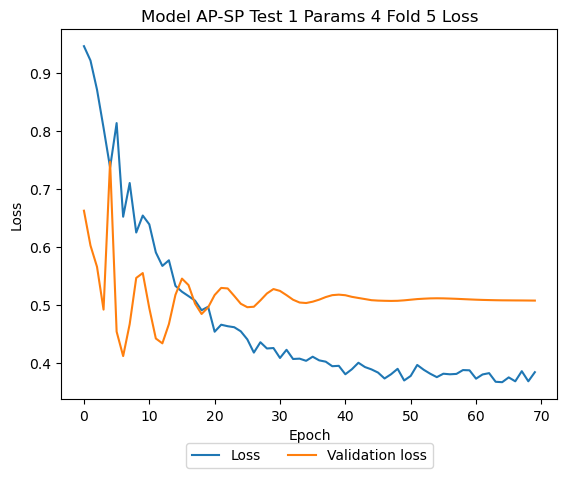 Model AP-SP Test 1 Params 4 Fold 5 Loss
Loss
0.9
0.8
0.7
0.6
0.5
0.4
0 10 20 30 40 50 60 70
Epoch
Loss Validation loss